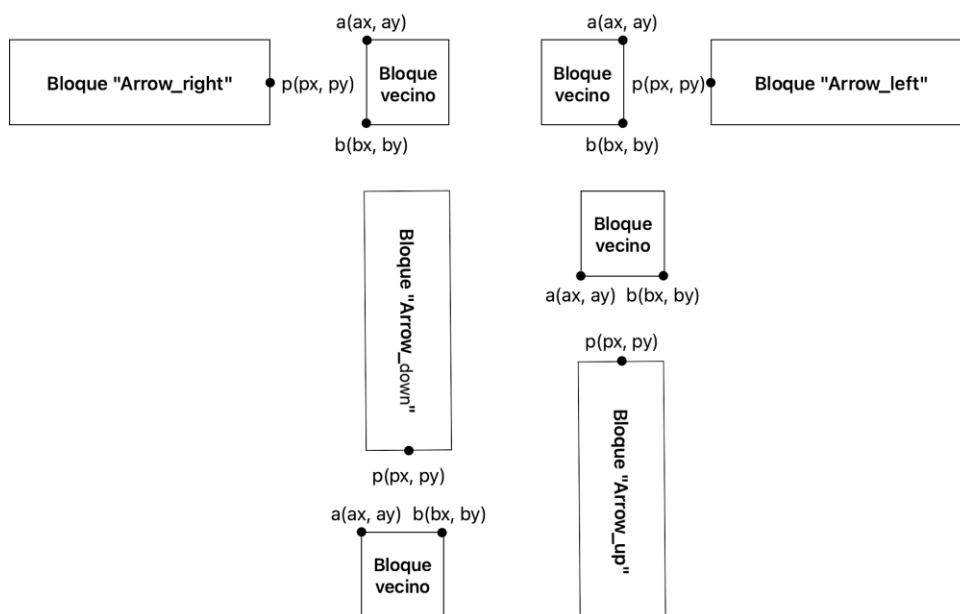 a(ax, ay)
a(ax, ay)
Bloque "Arrow_right"
p(px, py)
Bloque
vecino
Bloque
vecino
p(px, py)
Bloque "Arrow_left"
b(bx, by)
b(bx, by)
Bloque "Arrow_down"
Bloque
vecino
a(ax, ay)
b(bx, by)
p(px, py)
Bloque "Arrow_up"
p(px, py)
a(ax, ay)
b(bx, by)
Bloque
vecino